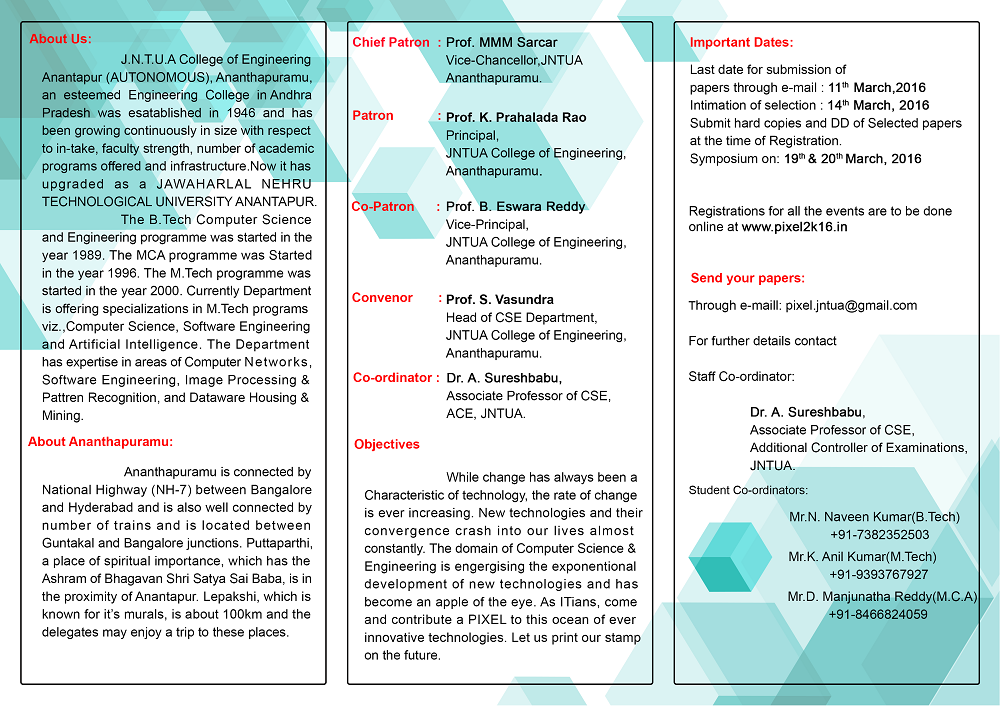 About Us:
J.N.T.U.A College of Engineering
Anantapur (AUTONOMOUS), Ananthapuramu,
an esteemed Engineering College in Andhra
Pradesh was esatablished in 1946 and has
been growing continuously in size with respect
to in-take, faculty strength, number of academic
programs offered and infrastructure.Now it has
upgraded as a JAWAHARLAL NEHRU
TECHNOLOGICAL UNIVERSITY ANANTAPUR.
The B.Tech Computer Science
and Engineering programme was started in the
year 1989. The MCA programme was Started
in the year 1996. The M.Tech programme was
started in the year 2000. Currently Department
is offering specializations in M.Tech programs
viz.,Computer Science, Software Engineering
and Artificial Intelligence. The Department
has expertise in areas of Computer Networks,
Software Engineering, Image Processing &
Pattren Recognition, and Dataware Housing &
Mining.
About Ananthapuramu:
Ananthapuramu is connected by
National Highway (NH-7) between Bangalore
and Hyderabad and is also well connected by
number of trains and is located between
Guntakal and Bangalore junctions. Puttaparthi,
a place of spiritual importance, which has the
Ashram of Bhagavan Shri Satya Sai Baba, is in
the proximity of Anantapur. Lepakshi, which is
known for it's murals, is about 100km and the
delegates may enjoy a trip to these places.
Chief Patron : Prof. MMM Sarcar
Vice-Chancellor,JNTUA
Ananthapuramu.
Patron : Prof. K. Prahalada Rao
Principal,
JNTUA College of Engineering,
Ananthapuramu.
Co-Patron : Prof. B. Eswara Reddy
Vice-Principal,
JNTUA College of Engineering,
Ananthapuramu.
Convenor : Prof. S. Vasundra
Head of CSE Department,
JNTUA College of Engineering,
Ananthapuramu.
Co-ordinator : Dr. A. Sureshbabu,
Associate Professor of CSE,
ACE, JNTUA.
Objectives
While change has always been a
Characteristic of technology, the rate of change
is ever increasing. New technologies and their
convergence crash into our lives almost
constantly. The domain of Computer Science &
Engineering is engergising the exponentional
development of new technologies and has
become an apple of the eye. As ITians, come
and contribute a PIXEL to this ocean of ever
innovative technologies. Let us print our stamp
on the future.
Important Dates:
Last date for submission of
papers through e-mail : 11th March,2016
Intimation of selection : 14th March, 2016
Submit hard copies and DD of Selected papers
at the time of Registration.
Symposium on: 19th & 20th March, 2016
Registrations for all the events are to be done
online at www.pixel2k16.in
Send your papers:
Through e-maill: pixel.jntua@gmail.com
For further details contact
Staff Co-ordinator:
Dr. A. Sureshbabu,
Associate Professor of CSE,
Additional Controller of Examinations,
JNTUA.
Student Co-ordinators:
Mr.N. Naveen Kumar(B.Tech)
+91-7382352503
Mr.K. Anil Kumar(M.Tech)
+91-9393767927
Mr.D. Manjunatha Reddy(M.C.A)
+91-8466824059